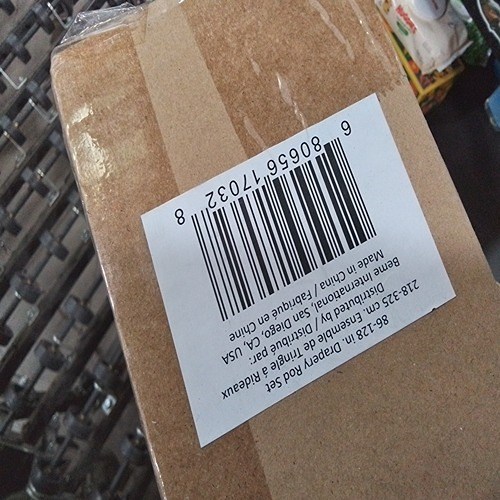 86-128 in. Drapery Rod Set
218-325 cm. Ensemble de Tringle á Rideaux
Distributed by / Distribué par:
Beme International, San Diego, CA, USA
Made in China / Fabriqué en Chine
6 80656 17032 8